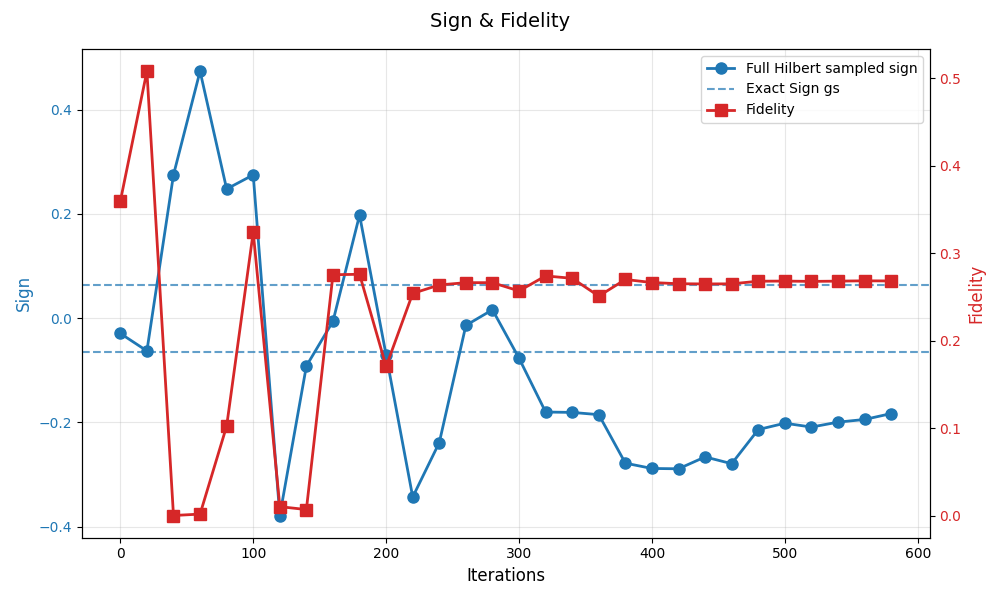 Sign & Fidelity
Full Hilbert sampled sign
Exact Sign gs
Fidelity
Sign
0.4
0.2
0.0
−0.2
−0.4
0.5
0.4
0.3
0.2
0.1
0.0
Fidelity
0 100 200 300 400 500 600
Iterations